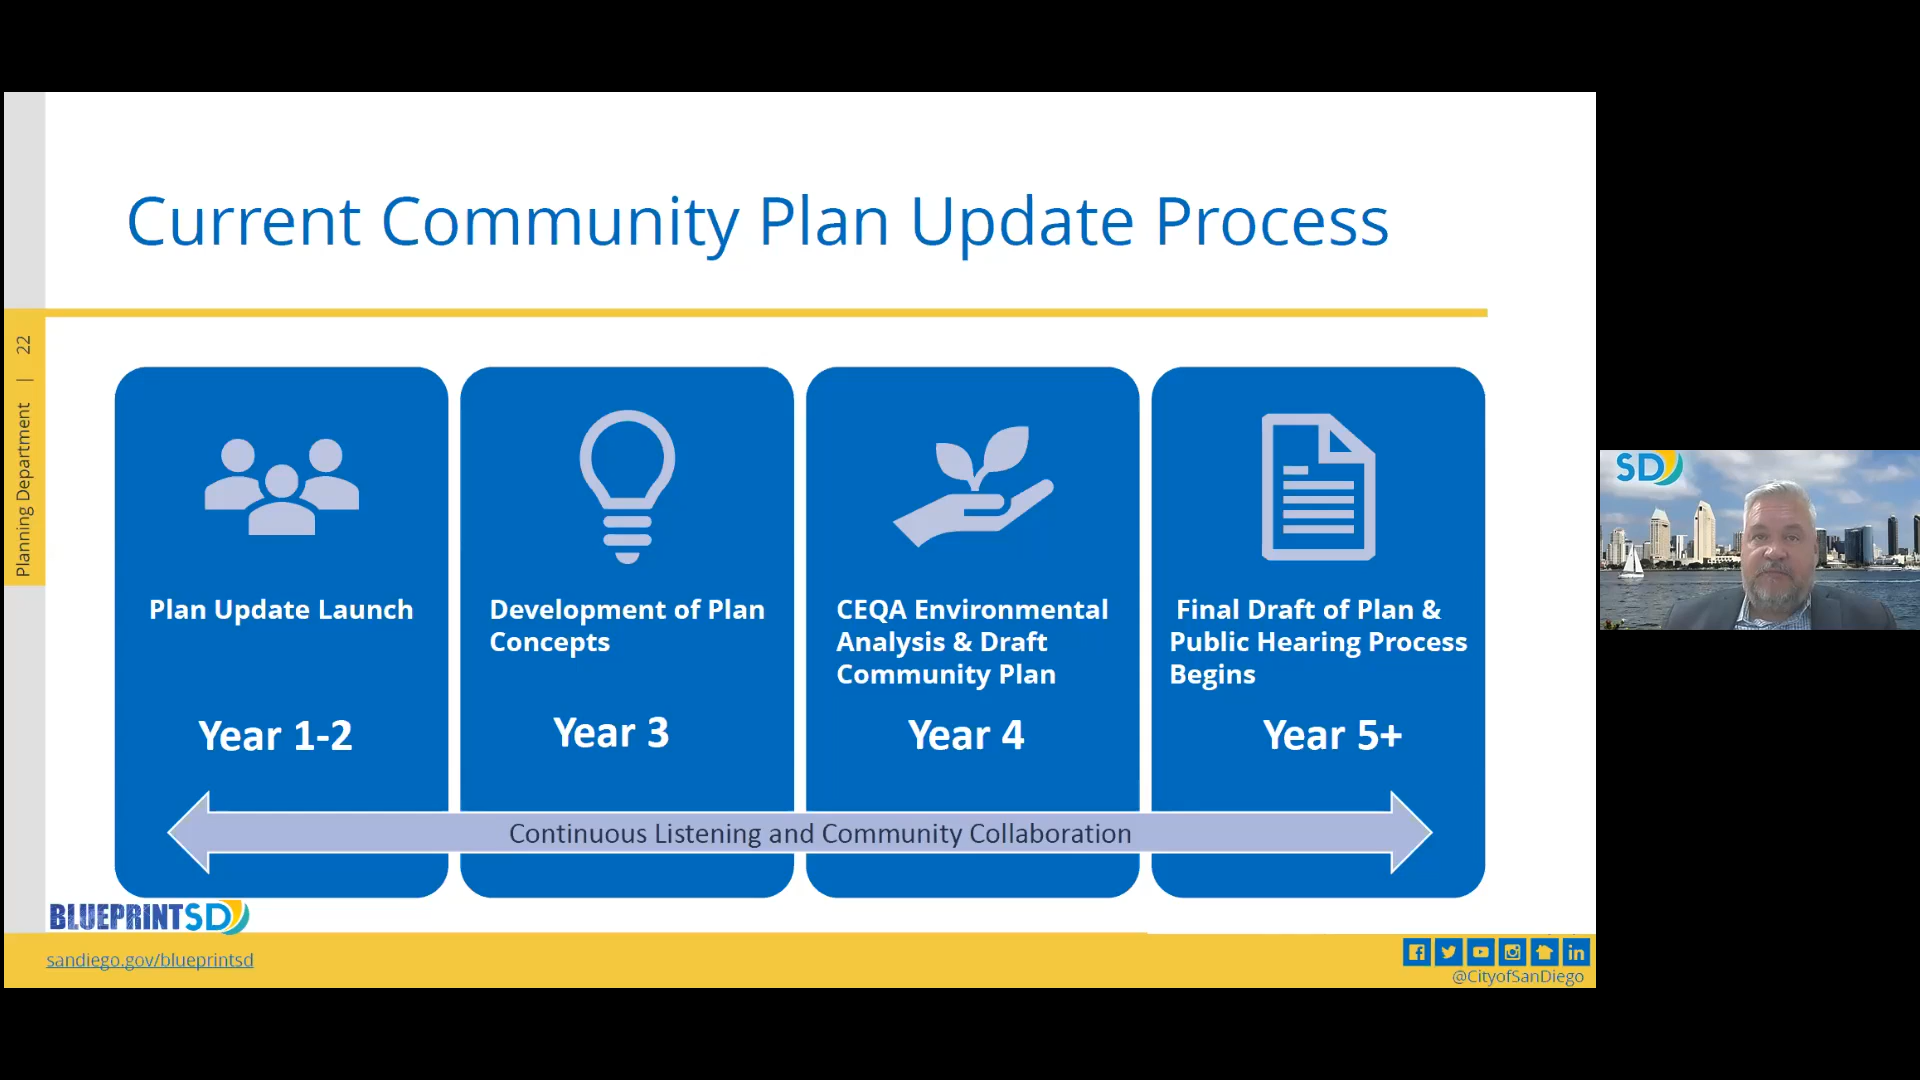 Current Community Plan Update Process
Planning Department | 22
Plan Update Launch
Year 1-2
Development of Plan
Concepts
Year 3
CEQA Environmental
Analysis & Draft
Community Plan
Year 4
Final Draft of Plan &
Public Hearing Process
Begins
Year 5+
Continuous Listening and Community Collaboration
BLUEPRINTSD
sandiego.gov/blueprintsd
@CityofSanDiego
in
SD